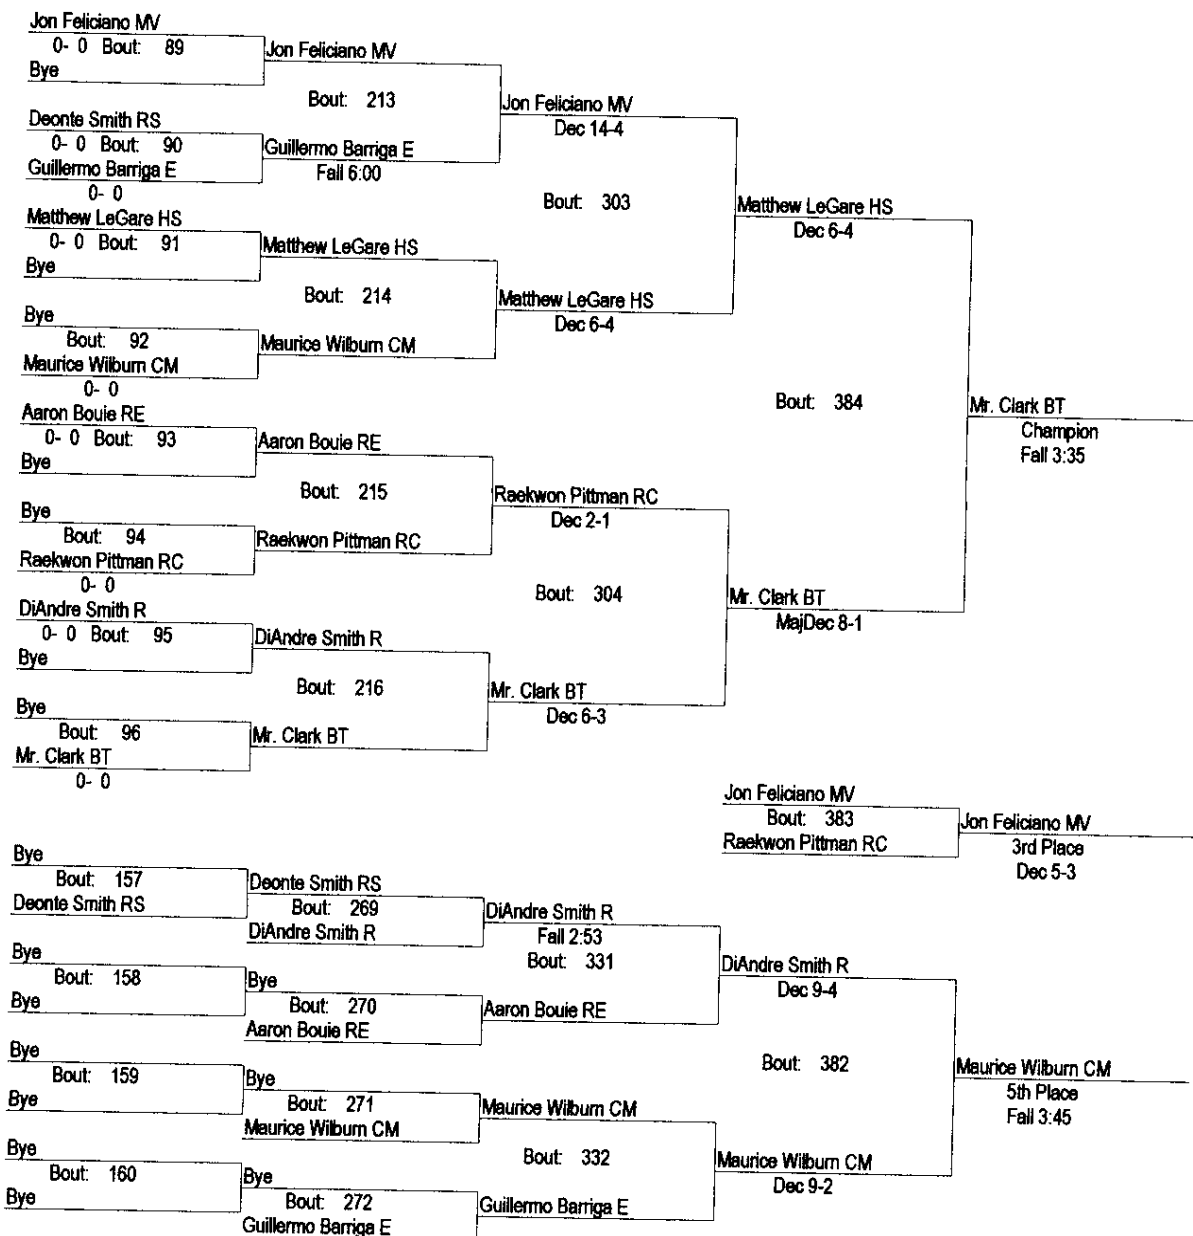 Jon Feliciano MV
0- 0 Bout: 89
Bye
Jon Feliciano MV
Bout: 213
Deonte Smith RS
0- 0 Bout: 90
Guillermo Barriga E
0- 0
Guillermo Barriga E
Fall 6:00
Jon Feliciano MV
Dec 14-4
Bout: 303
Matthew LeGare HS
0- 0 Bout: 91
Bye
Matthew LeGare HS
Bout: 214
Bye
Bout: 92
Maurice Wilburn CM
0- 0
Maurice Wilburn CM
Matthew LeGare HS
Dec 6-4
Matthew LeGare HS
Dec 6-4
Bout: 384
Aaron Bouie RE
0- 0 Bout: 93
Bye
Aaron Bouie RE
Bout: 215
Bye
Bout: 94
Raekwon Pittman RC
0- 0
Raekwon Pittman RC
Raekwon Pittman RC
Dec 2-1
Bout: 304
DiAndre Smith R
0- 0 Bout: 95
Bye
DiAndre Smith R
Bout: 216
Bye
Bout: 96
Mr. Clark BT
0- 0
Mr. Clark BT
Mr. Clark BT
Dec 6-3
Mr. Clark BT
MajDec 8-1
Mr. Clark BT
Champion
Fall 3:35
Jon Feliciano MV
Bout: 383
Raekwon Pittman RC
Jon Feliciano MV
3rd Place
Dec 5-3
Bye
Bout: 157
Deonte Smith RS
Deonte Smith RS
Bout: 269
DiAndre Smith R
DiAndre Smith R
Fall 2:53
Bout: 331
Bye
Bout: 158
Bye
Bye
Bout: 270
Aaron Bouie RE
Aaron Bouie RE
DiAndre Smith R
Dec 9-4
Bout: 382
Bye
Bout: 159
Bye
Bye
Bout: 271
Maurice Wilburn CM
Maurice Wilburn CM
Bout: 332
Bye
Bout: 160
Bye
Bye
Bout: 272
Guillermo Barriga E
Guillermo Barriga E
Maurice Wilburn CM
Dec 9-2
Maurice Wilburn CM
5th Place
Fall 3:45